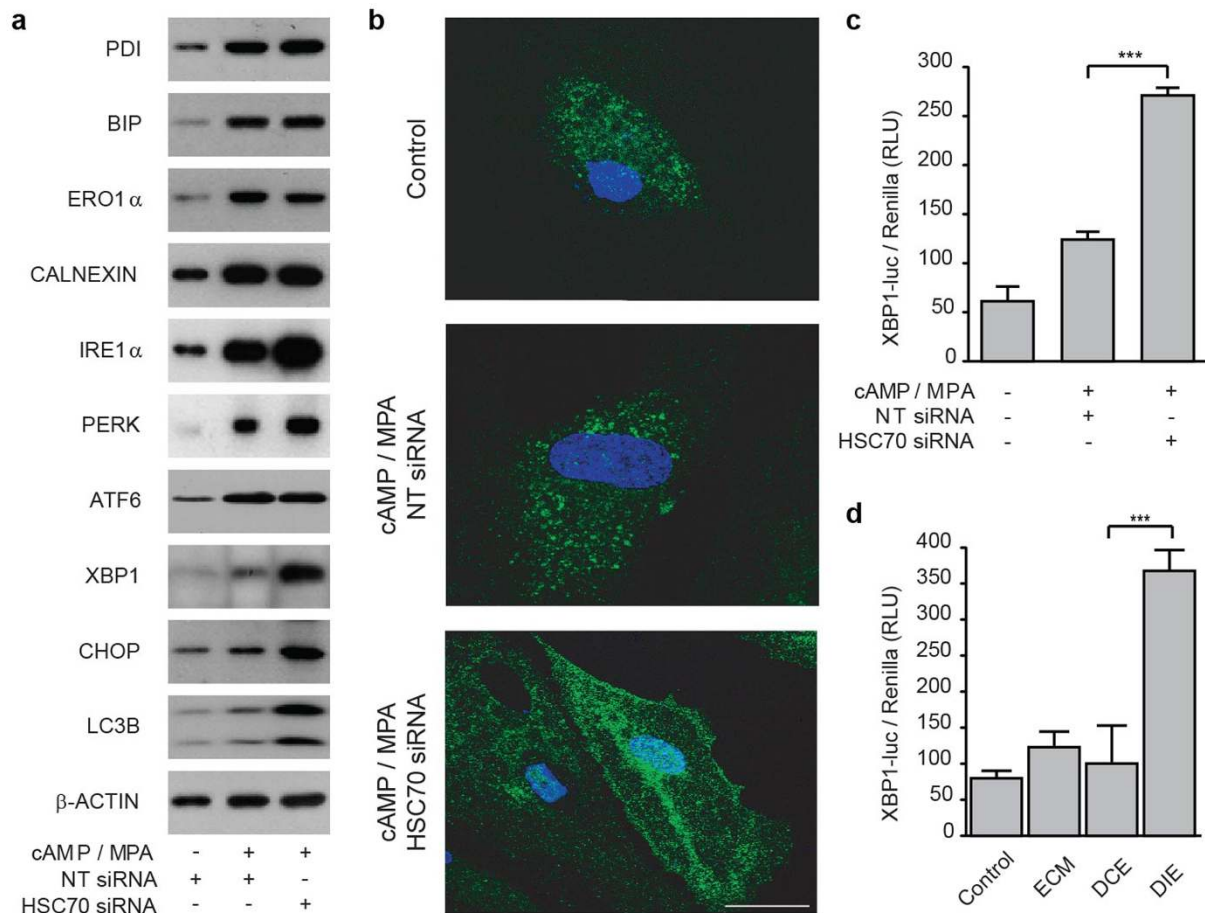 a
PDI
BIP
ERO1α
CALNEXIN
IRE1α
PERK
ATF6
XBP1
CHOP
LC3B
β-ACTIN
cAMP / MPA - + +
NT siRNA + + -
HSC70 siRNA - - +
b
Control
cAMP / MPA
NT siRNA
cAMP / MPA
HSC70 siRNA
c
XBP1-luc / Renilla (RLU)
300
250
200
150
100
50
0
***
cAMP / MPA - + +
NT siRNA - + -
HSC70 siRNA - - +
d
XBP1-luc / Renilla (RLU)
400
350
400
200
150
100
50
0
***
Control ECM DCE DIE